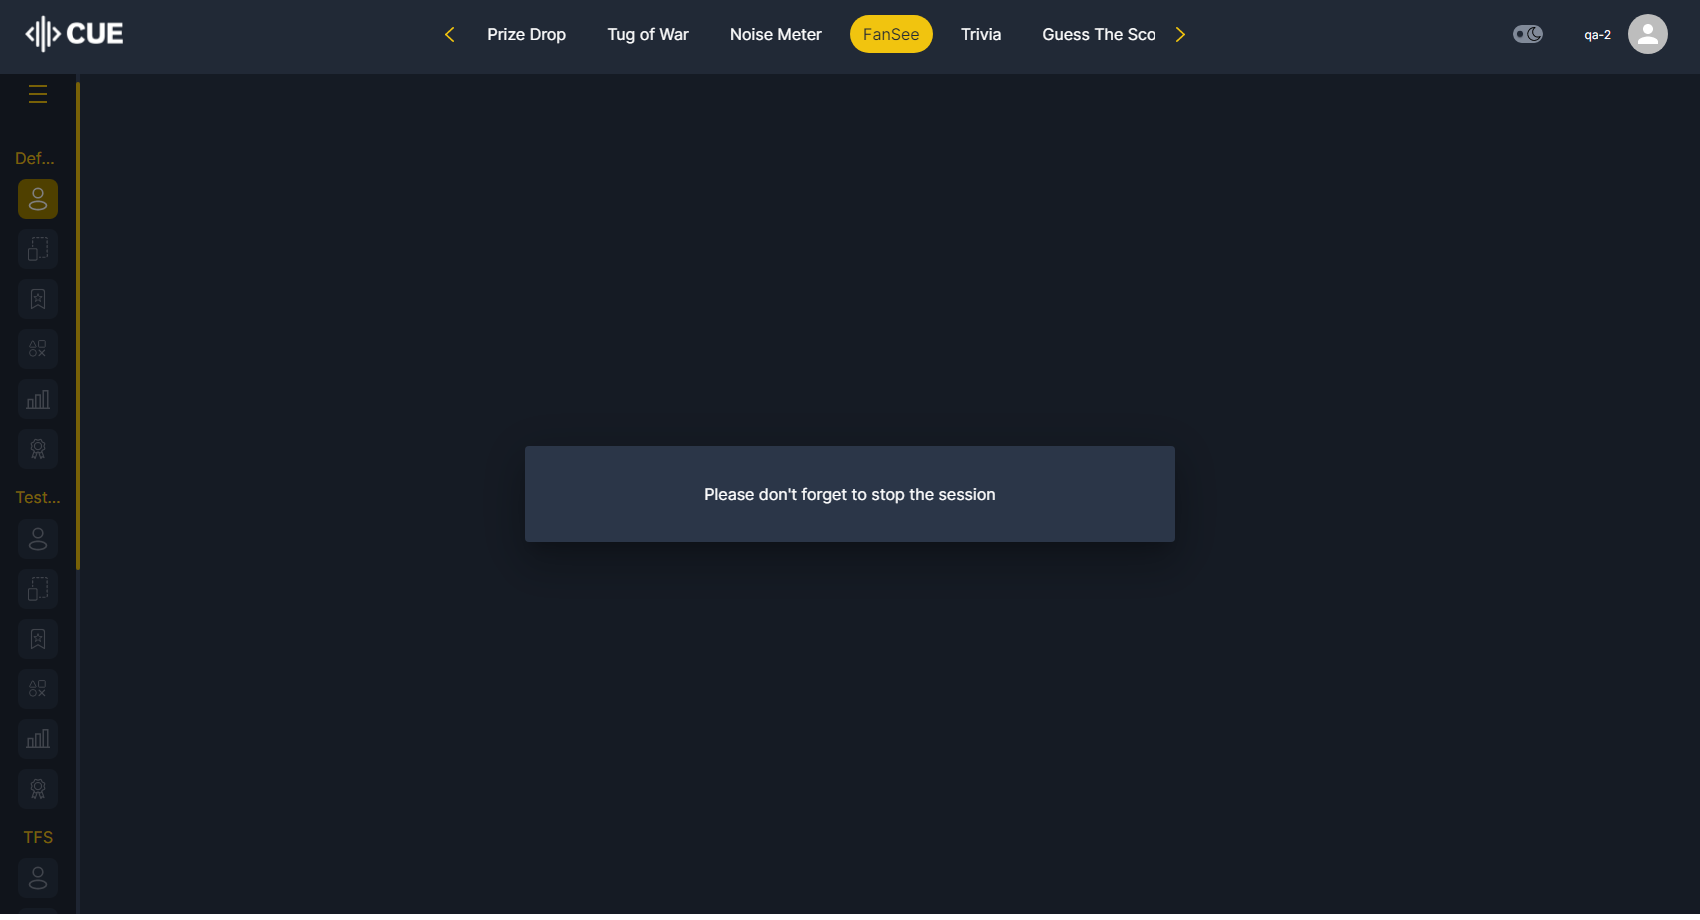 CUE
Prize Drop
Tug of War
Noise Meter
FanSee
Trivia
Guess The Sco
qa-2
Def...
Test...
TFS
Please don't forget to stop the session